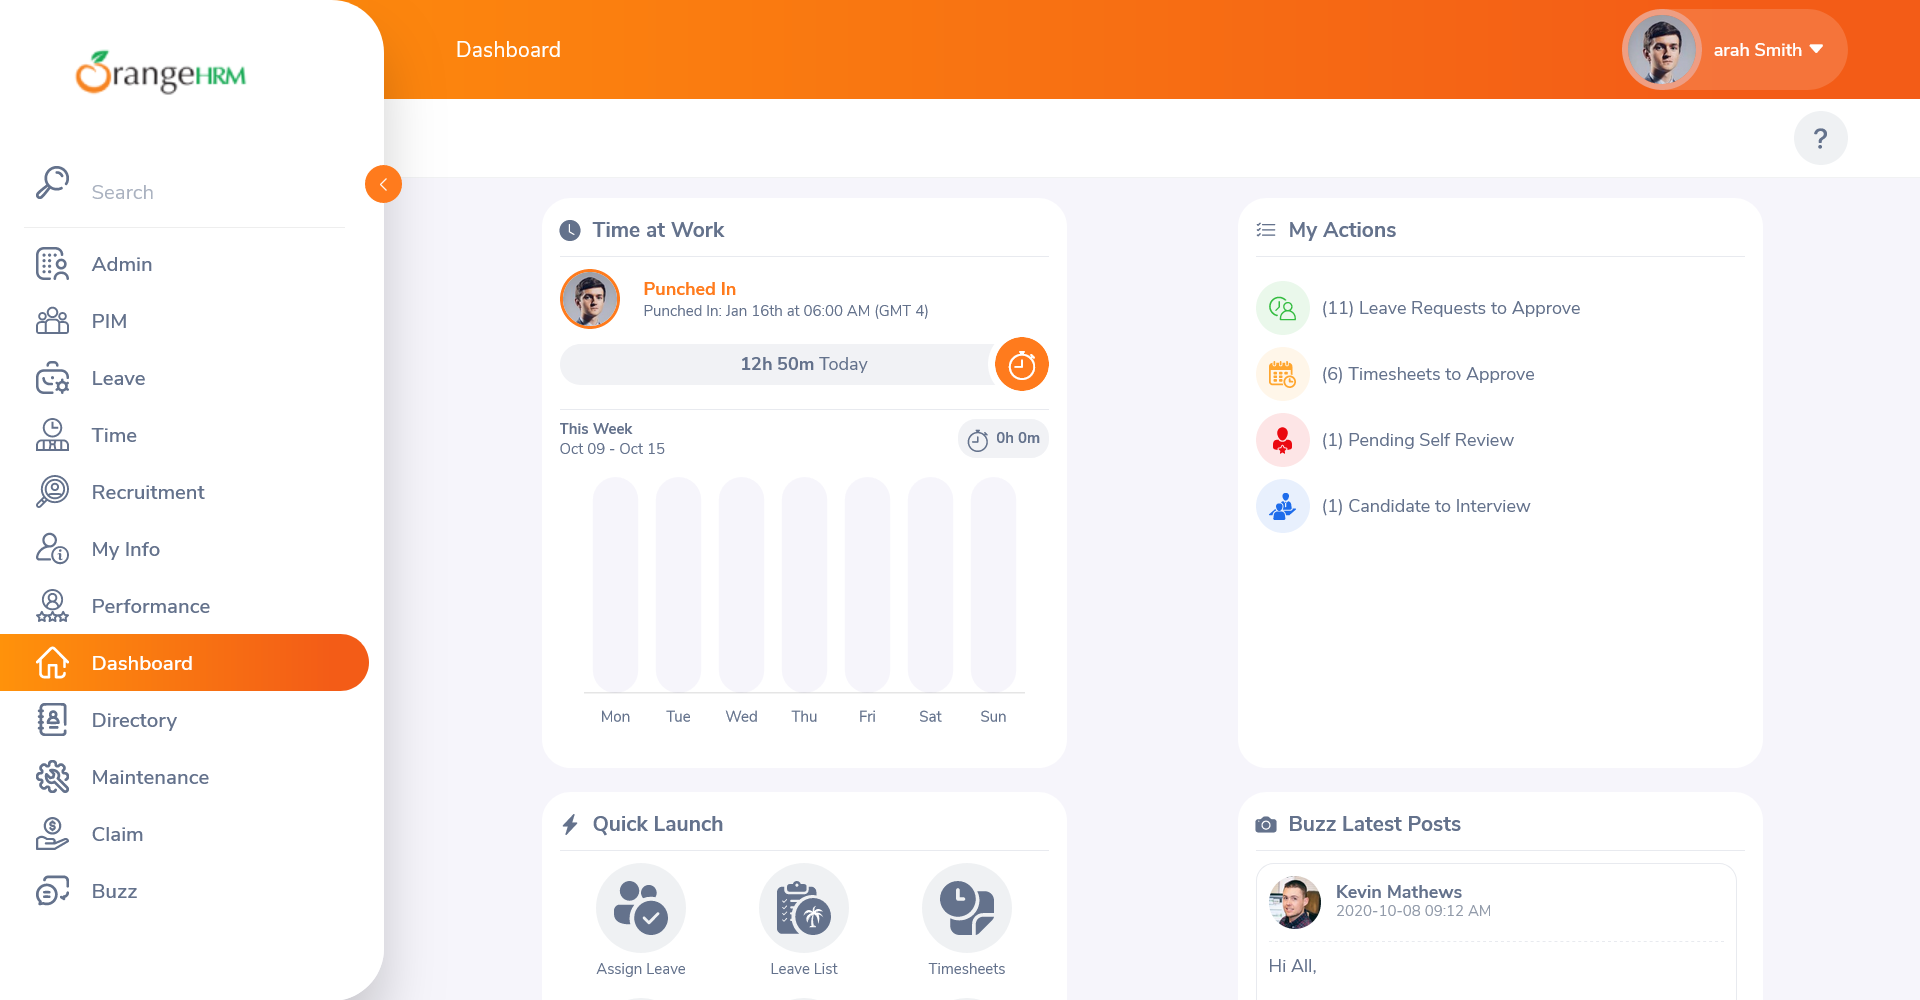 OrangeHRM
Search
Admin
PIM
Leave
Time
Recruitment
My Info
Performance
Dashboard
Directory
Maintenance
Claim
Buzz
Dashboard
arah Smith
?
Time at Work
Punched In
Punched In: Jan 16th at 06:00 AM (GMT 4)
12h 50m Today
This Week
Oct 09 - Oct 15
0h 0m
Mon Tue Wed Thu Fri Sat Sun
My Actions
(11) Leave Requests to Approve
(6) Timesheets to Approve
(1) Pending Self Review
(1) Candidate to Interview
Quick Launch
Assign Leave
Leave List
Timesheets
Buzz Latest Posts
Kevin Mathews
2020-10-08 09:12 AM
Hi All,